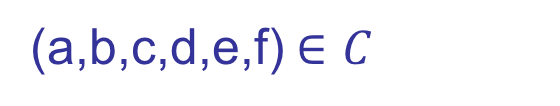 (a,b,c,d,e,f) ∈ 𝐶